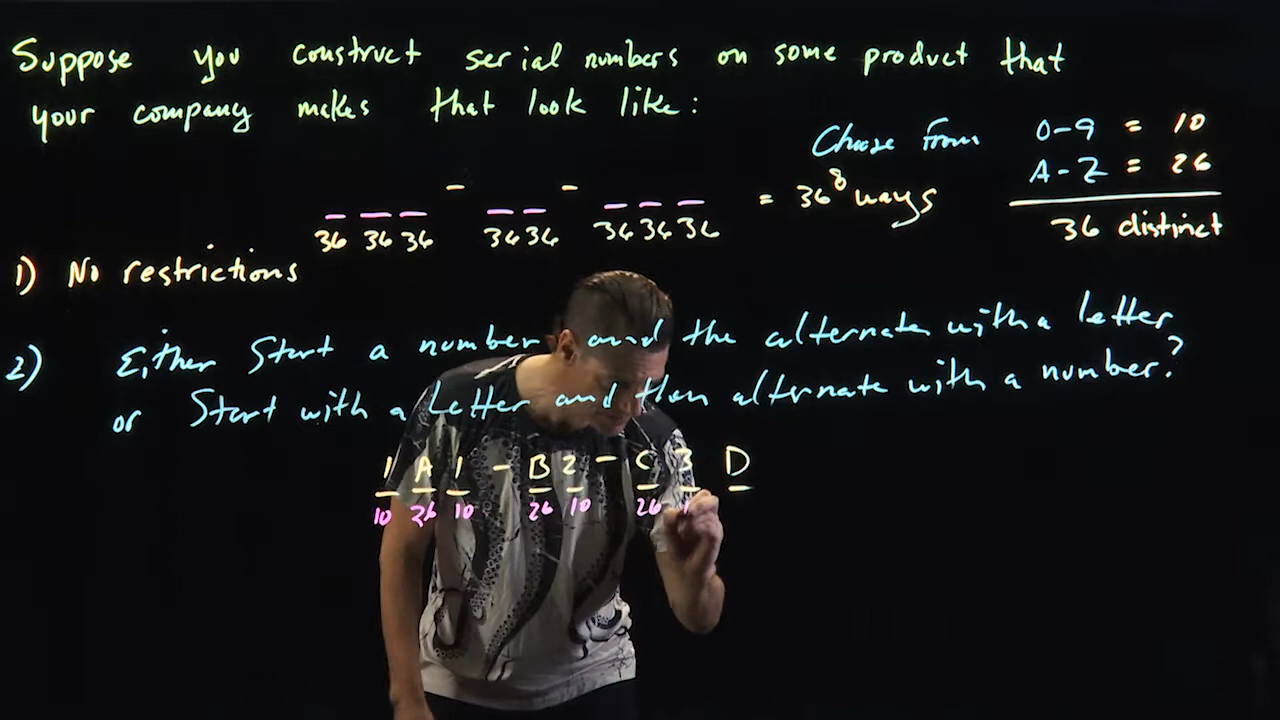 Suppose you construct serial numbers on some product that
your company makes that look like:
Choose from 0-9 = 10
A-Z = 26
36 distinct
_ _ _ - _ _ - _ _ _ = 36^8 ways
36 36 36 36 36 36 36 36
1) No restrictions
2) Either Start a number and the alternate with a letter
or Start with a Letter and then alternate with a number?
1 A 1 - B 2 - C 3 D
10 26 10 26 10 26 1